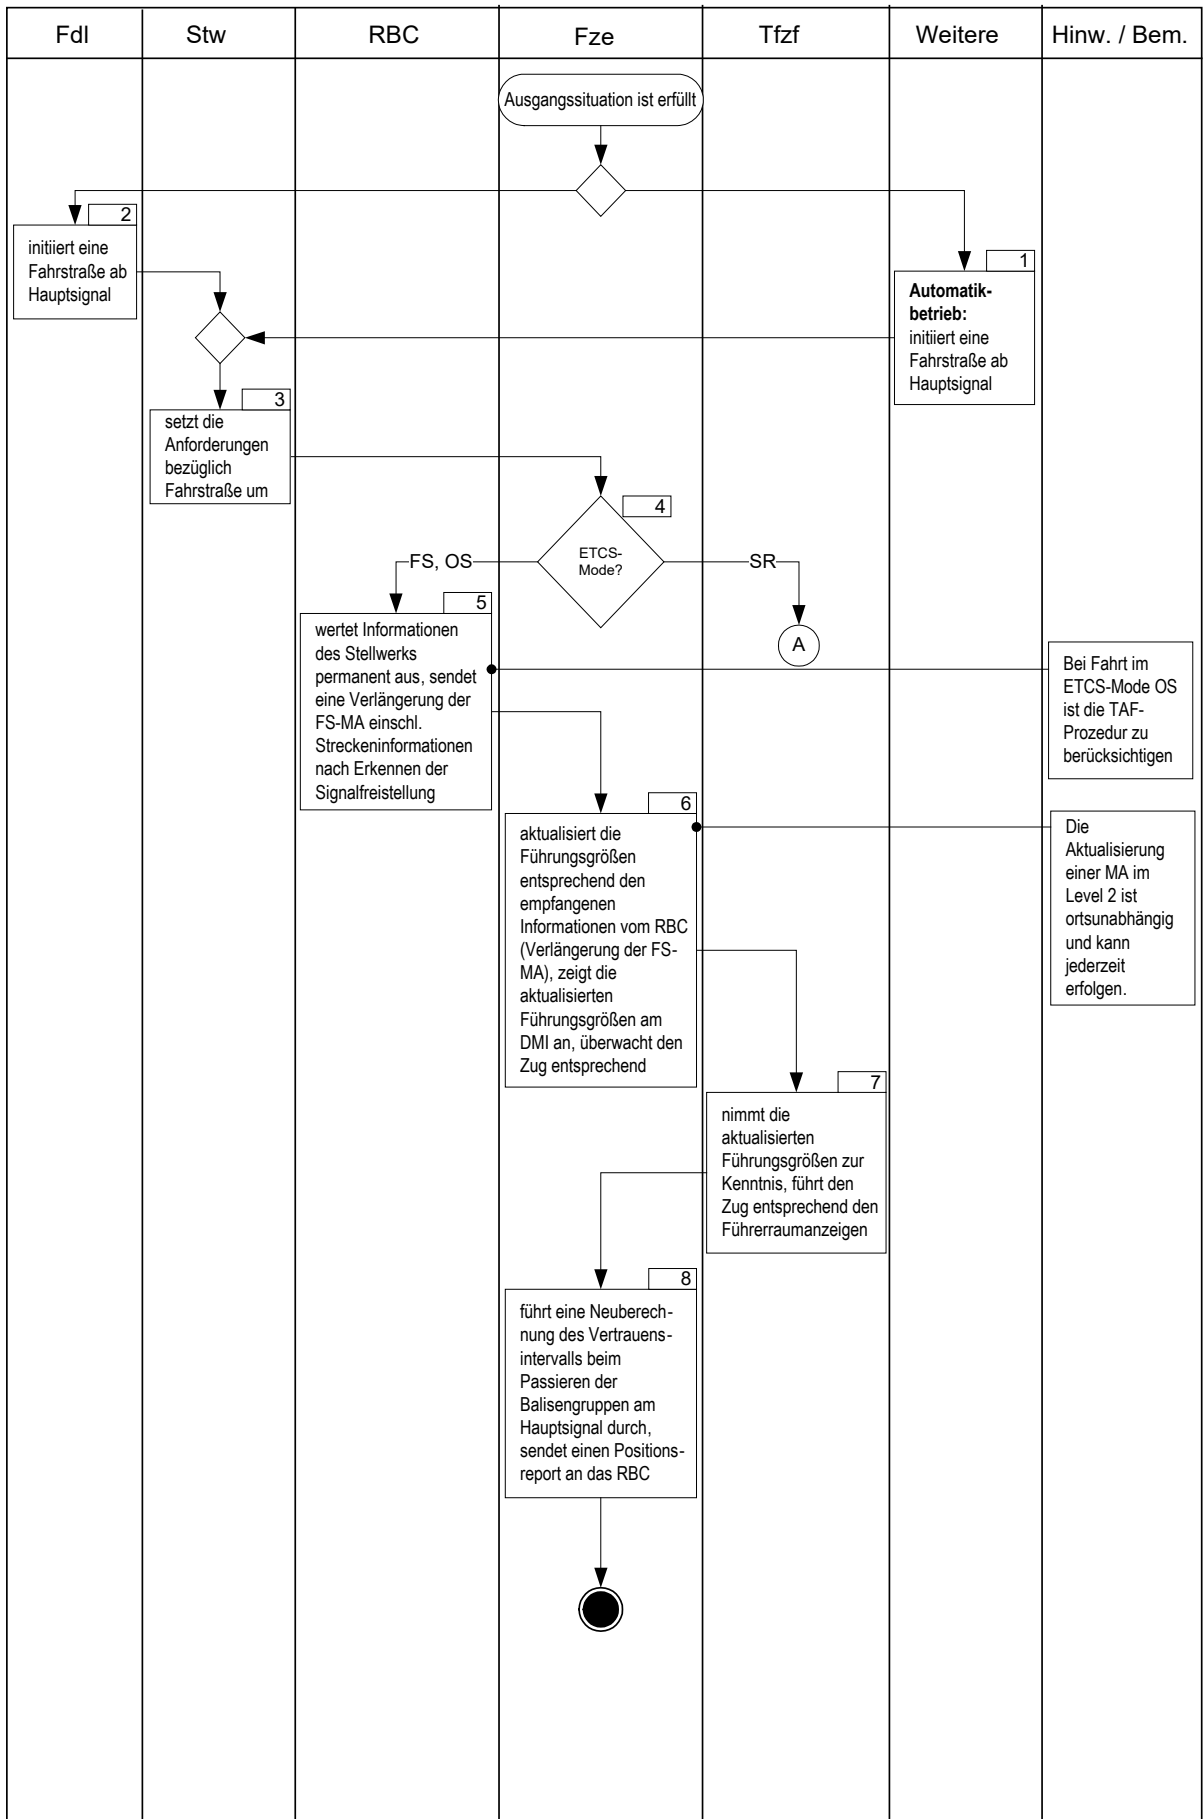 Fdl
Stw
RBC
Fze
Tfzf
Weitere
Hinw. / Bem.
Ausgangssituation ist erfüllt
2
initiiert eine
Fahrstraße ab
Hauptsignal
1
Automatik-
betrieb:
initiiert eine
Fahrstraße ab
Hauptsignal
3
setzt die
Anforderungen
bezüglich
Fahrstraße um
4
ETCS-
Mode?
FS, OS
SR
A
5
wertet Informationen
des Stellwerks
permanent aus, sendet
eine Verlängerung der
FS-MA einschl.
Streckeninformationen
nach Erkennen der
Signalfreistellung
Bei Fahrt im
ETCS-Mode OS
ist die TAF-
Prozedur zu
berücksichtigen
6
aktualisiert die
Führungsgrößen
entsprechend den
empfangenen
Informationen vom RBC
(Verlängerung der FS-
MA), zeigt die
aktualisierten
Führungsgrößen am
DMI an, überwacht den
Zug entsprechend
Die
Aktualisierung
einer MA im
Level 2 ist
ortsunabhängig
und kann
jederzeit
erfolgen.
7
nimmt die
aktualisierten
Führungsgrößen zur
Kenntnis, führt den
Zug entsprechend den
Führerraumanzeigen
8
führt eine Neuberech-
nung des Vertrauens-
intervalls beim
Passieren der
Balisengruppen am
Hauptsignal durch,
sendet einen Positions-
report an das RBC